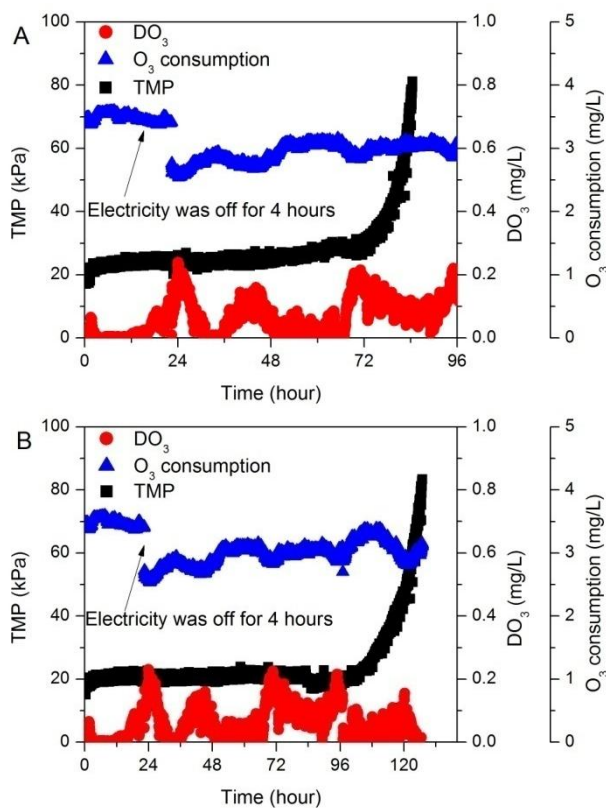 A
DO₃
O₃ consumption
TMP
Electricity was off for 4 hours
100
80
60
40
20
0
TMP (kPa)
1.0
0.8
0.6
0.4
0.2
0.0
DO₃ (mg/L)
5
4
3
2
1
0
O₃ consumption (mg/L)
0 24 48 72 96
Time (hour)
B
DO₃
O₃ consumption
TMP
Electricity was off for 4 hours
100
80
60
40
20
0
TMP (kPa)
1.0
0.8
0.6
0.4
0.2
0.0
DO₃ (mg/L)
5
4
3
2
1
0
O₃ consumption (mg/L)
0 24 48 72 96 120
Time (hour)